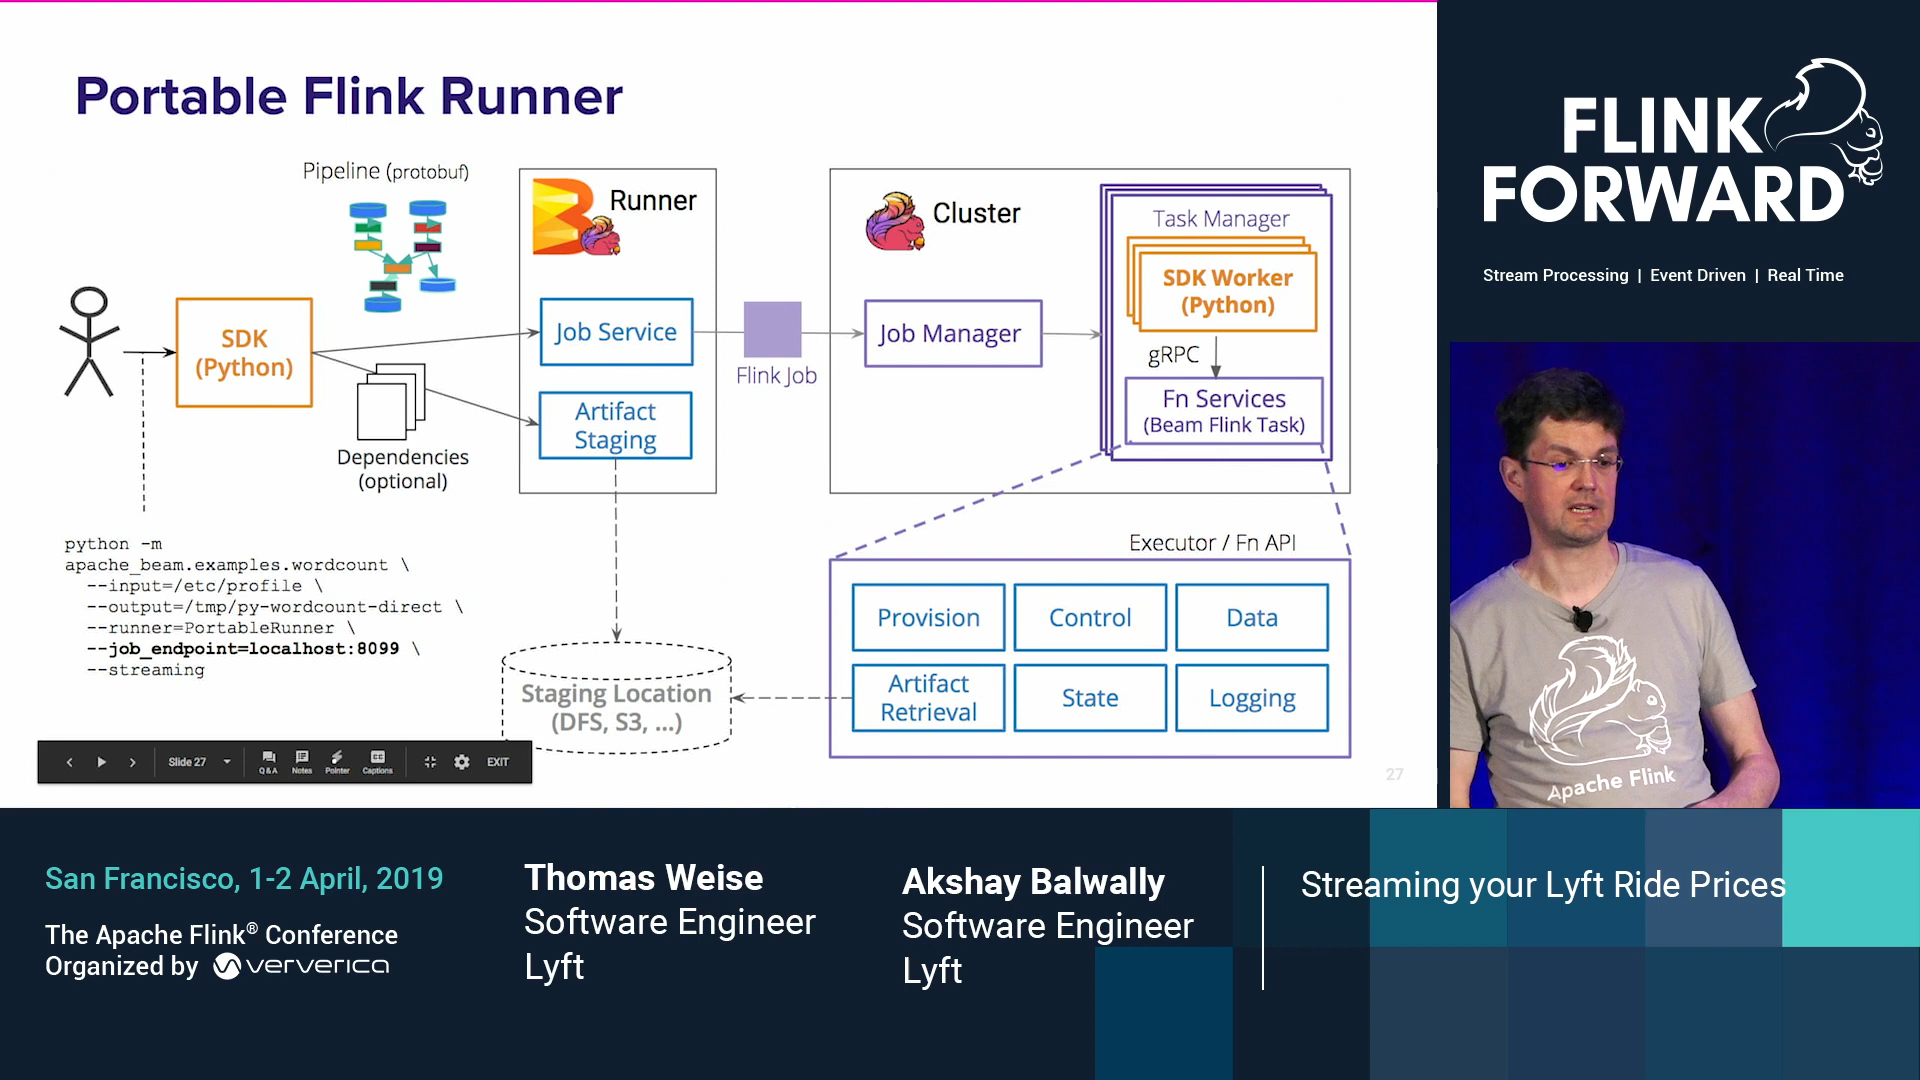 Portable Flink Runner
Pipeline (protobuf)
Runner
Cluster
Task Manager
SDK Worker
(Python)
SDK
(Python)
Job Service
Flink Job
Job Manager
gRPC
Fn Services
(Beam Flink Task)
Artifact
Staging
Dependencies
(optional)
Executor / Fn API
python -m
apache_beam.examples.wordcount \
--input=/etc/profile \
--output=/tmp/py-wordcount-direct \
--runner=PortableRunner \
--job_endpoint=localhost:8099 \
--streaming
Provision
Control
Data
Artifact
Retrieval
State
Logging
Staging Location
(DFS, S3, ...)
Slide 27
Q&A
Notes
Pointer
Captions
CC
EXIT
27
FLINK
FORWARD
Stream Processing | Event Driven | Real Time
Apache Flink
San Francisco, 1-2 April, 2019
The Apache Flink® Conference
Organized by ververica
Thomas Weise
Software Engineer
Lyft
Akshay Balwally
Software Engineer
Lyft
Streaming your Lyft Ride Prices